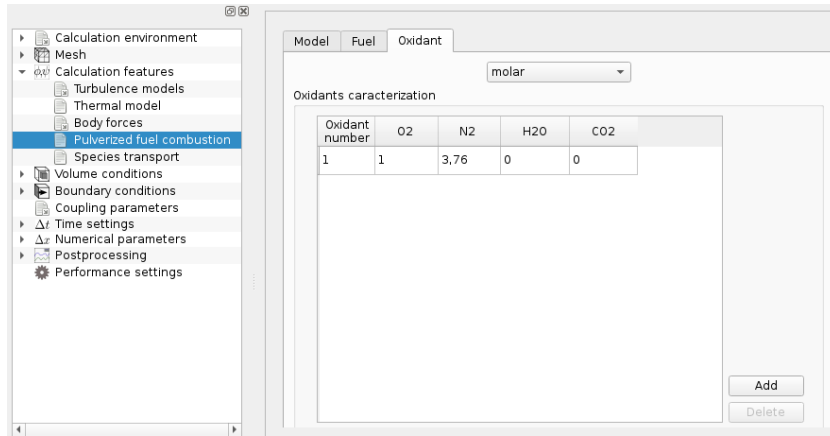 Calculation environment
Mesh
Calculation features
Turbulence models
Thermal model
Body forces
Pulverized fuel combustion
Species transport
Volume conditions
Boundary conditions
Coupling parameters
Δt Time settings
Δx Numerical parameters
Postprocessing
Performance settings
Model Fuel Oxidant
molar
Oxidants caracterization
Oxidant number O2 N2 H2O CO2
1 1 3,76 0 0
Add
Delete